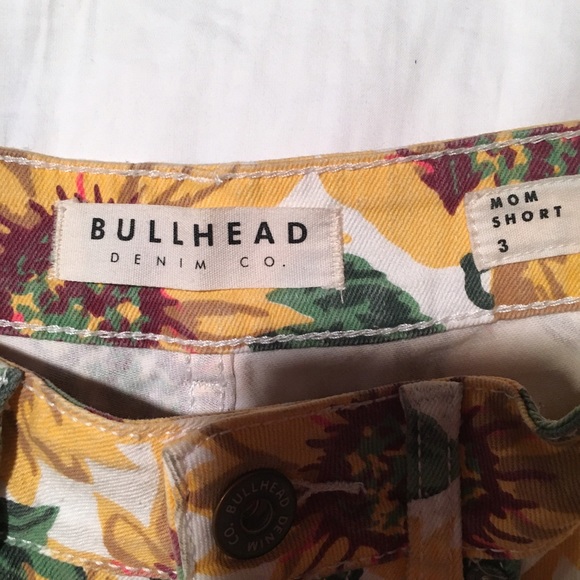 BULLHEAD
DENIM CO.
MOM
SHORT
3
BULLHEAD DENIM CO.